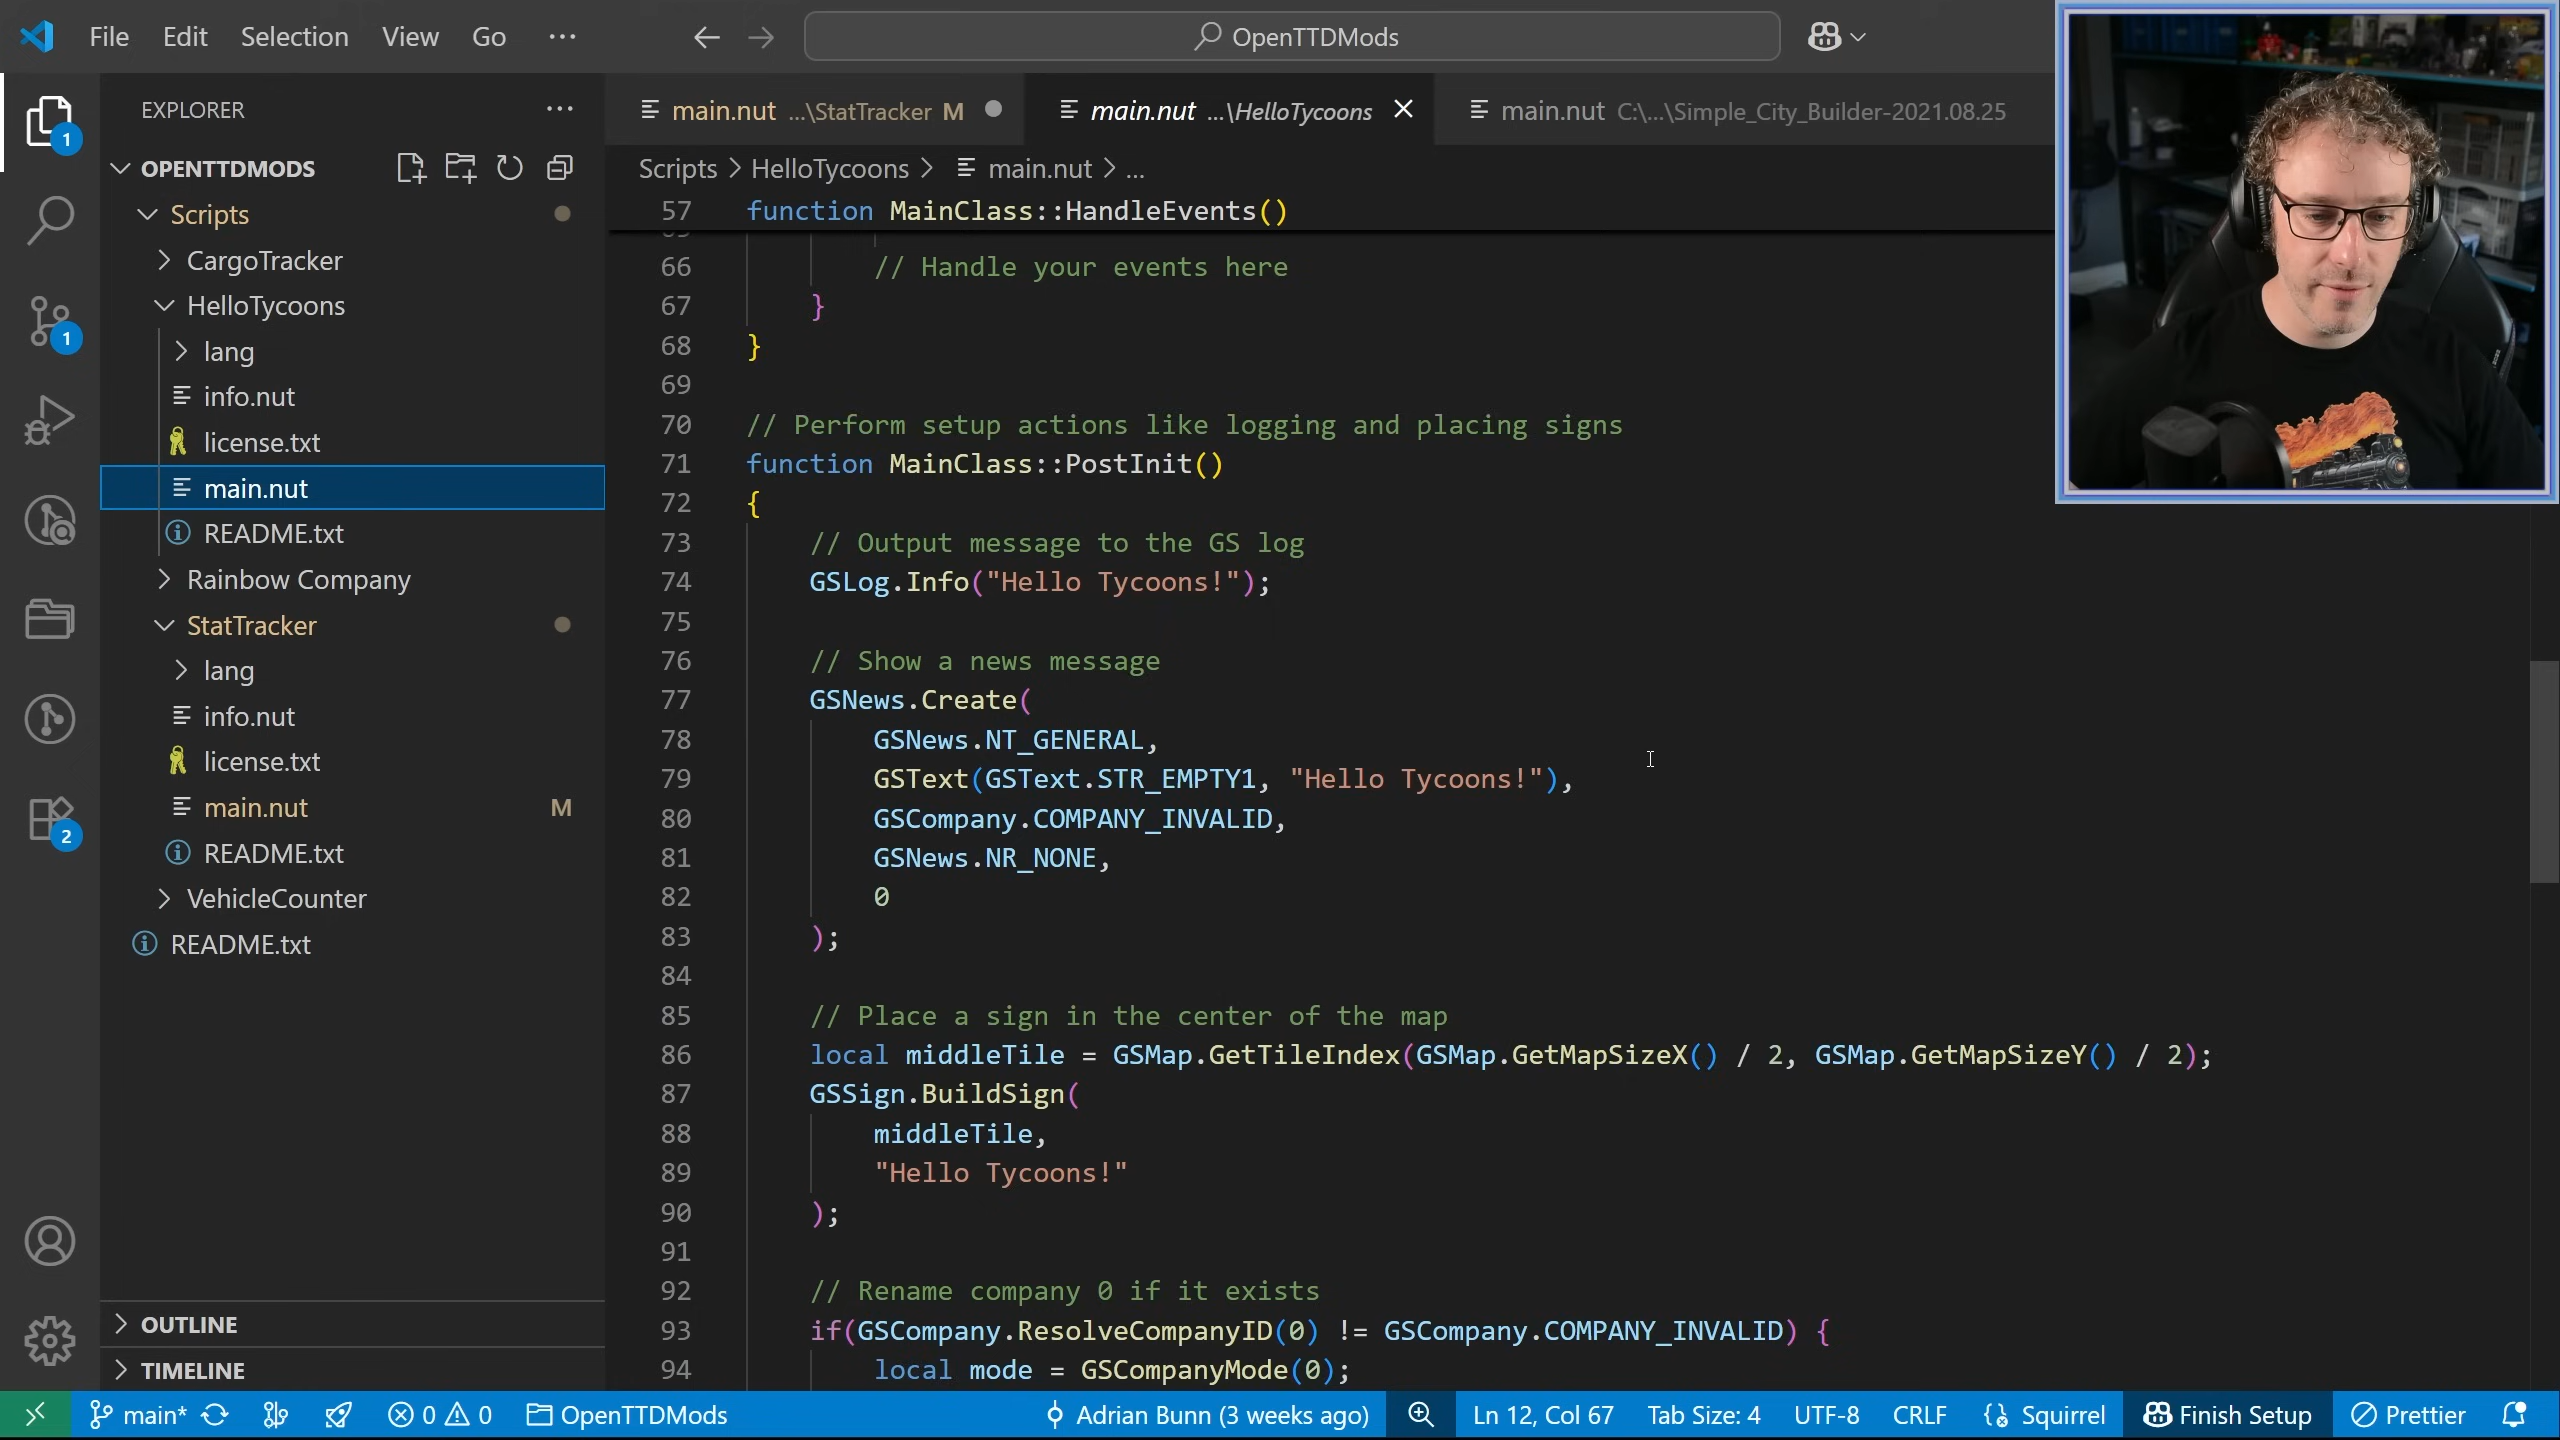 File Edit Selection View Go ··· OpenTTDMods
EXPLORER ···
OPENTTDMODS
Scripts
CargoTracker
HelloTycoons
lang
info.nut
license.txt
main.nut
README.txt
Rainbow Company
StatTracker
lang
info.nut
license.txt
main.nut M
README.txt
VehicleCounter
README.txt
OUTLINE
TIMELINE
1
1
2
main.nut ...\StatTracker M
main.nut ...\HelloTycoons
main.nut C:\...\Simple_City_Builder-2021.08.25
Scripts > HelloTycoons > main.nut > ...
57 function MainClass::HandleEvents()
66 // Handle your events here
67 }
68 }
69
70 // Perform setup actions like logging and placing signs
71 function MainClass::PostInit()
72 {
73 // Output message to the GS log
74 GSLog.Info("Hello Tycoons!");
75
76 // Show a news message
77 GSNews.Create(
78 GSNews.NT_GENERAL,
79 GSText(GSText.STR_EMPTY1, "Hello Tycoons!"),
80 GSCompany.COMPANY_INVALID,
81 GSNews.NR_NONE,
82 0
83 );
84
85 // Place a sign in the center of the map
86 local middleTile = GSMap.GetTileIndex(GSMap.GetMapSizeX() / 2, GSMap.GetMapSizeY() / 2);
87 GSSign.BuildSign(
88 middleTile,
89 "Hello Tycoons!"
90 );
91
92 // Rename company 0 if it exists
93 if(GSCompany.ResolveCompanyID(0) != GSCompany.COMPANY_INVALID) {
94 local mode = GSCompanyMode(0);
main* 0 0 OpenTTDMods Adrian Bunn (3 weeks ago) Ln 12, Col 67 Tab Size: 4 UTF-8 CRLF Squirrel Finish Setup Prettier